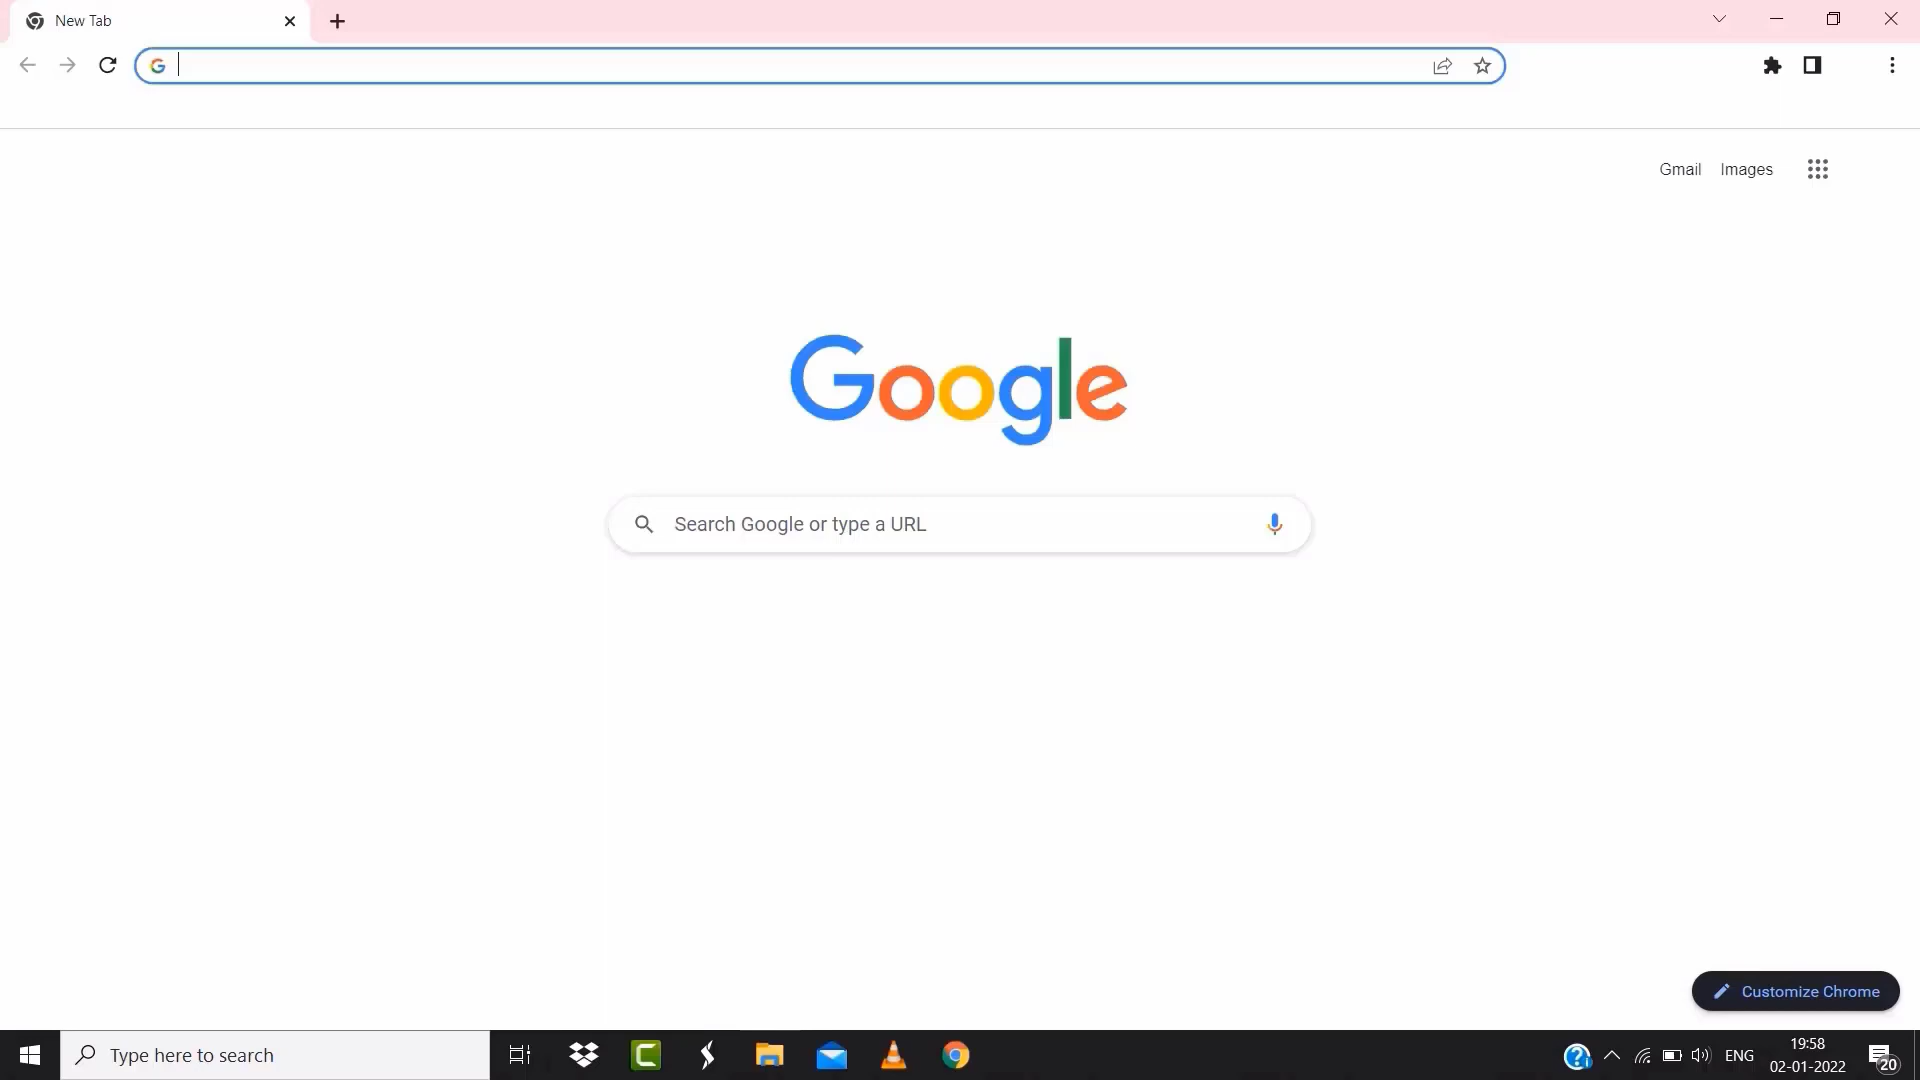 New Tab
Gmail Images
Google
Search Google or type a URL
Customize Chrome
Type here to search
ENG
19:58
02-01-2022
20